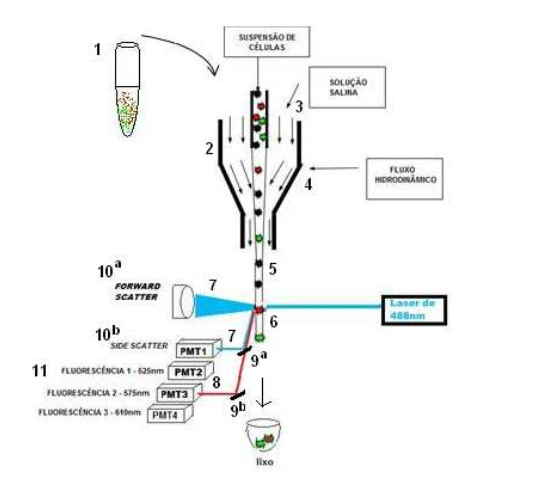 1
SUSPENSÃO DE
CÉLULAS
SOLUÇÃO
SALINA
3
2
FLUXO
HIDRODINÂMICO
4
5
10a
7
FORWARD
SCATTER
Laser de
488nm
6
10b
SIDE SCATTER
PMT1
7
9a
11
FLUORESCÊNCIA 1 - 525nm
PMT2
8
FLUORESCÊNCIA 2 - 575nm
PMT3
9b
FLUORESCÊNCIA 3 - 610nm
PMT4
lixo